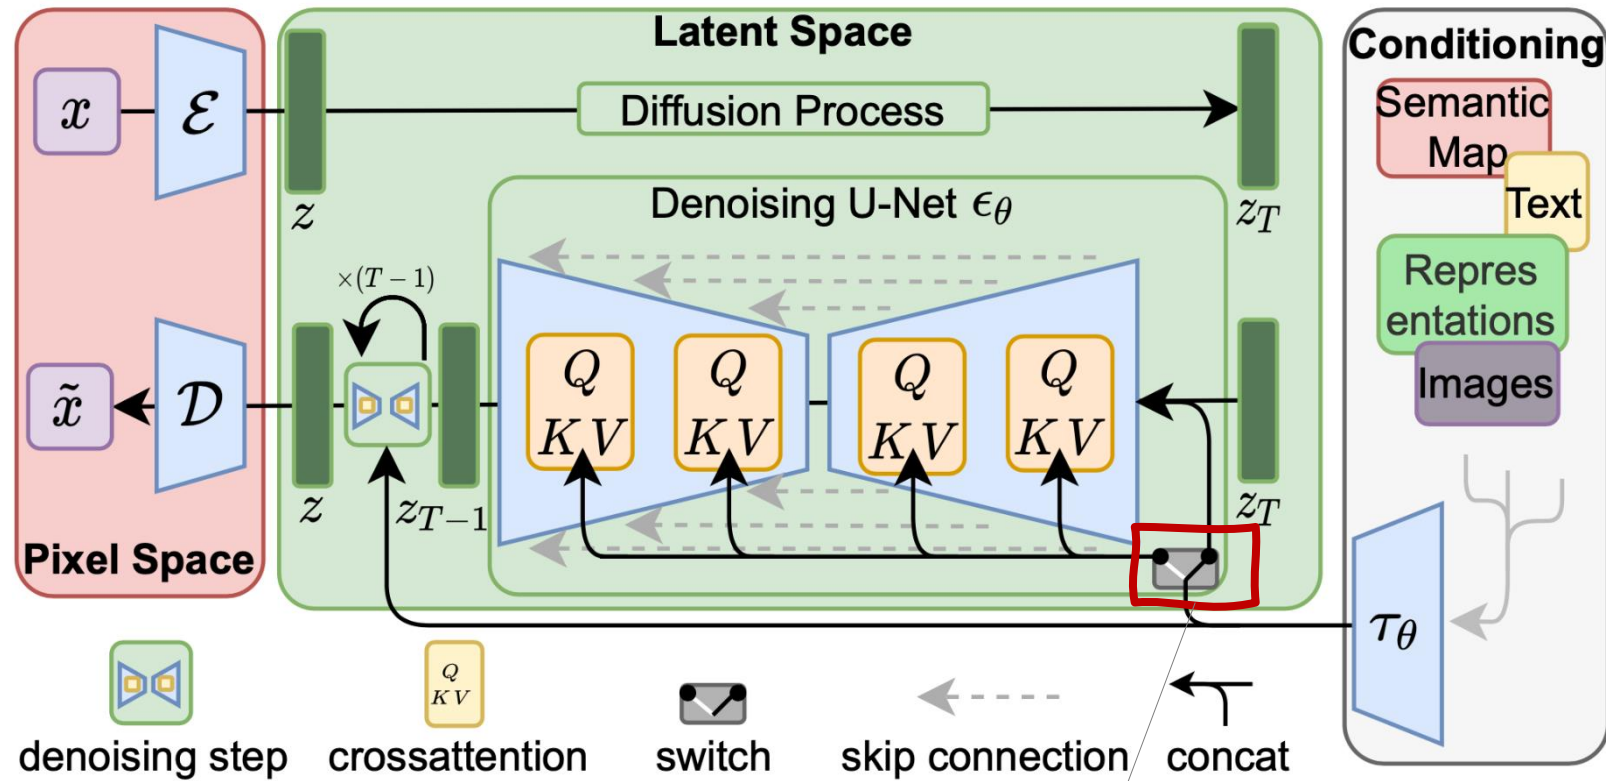 Latent Space
Conditioning
x
ℰ
z
Diffusion Process
z_T
Semantic
Map
Text
Denoising U-Net ϵ_θ
Repres
entations
Images
×(T − 1)
x̃
𝒟
z
z_{T−1}
Q
K V
Q
K V
Q
K V
Q
K V
z_T
Pixel Space
τ_θ
Q
K V
denoising step
crossattention
switch
skip connection
concat